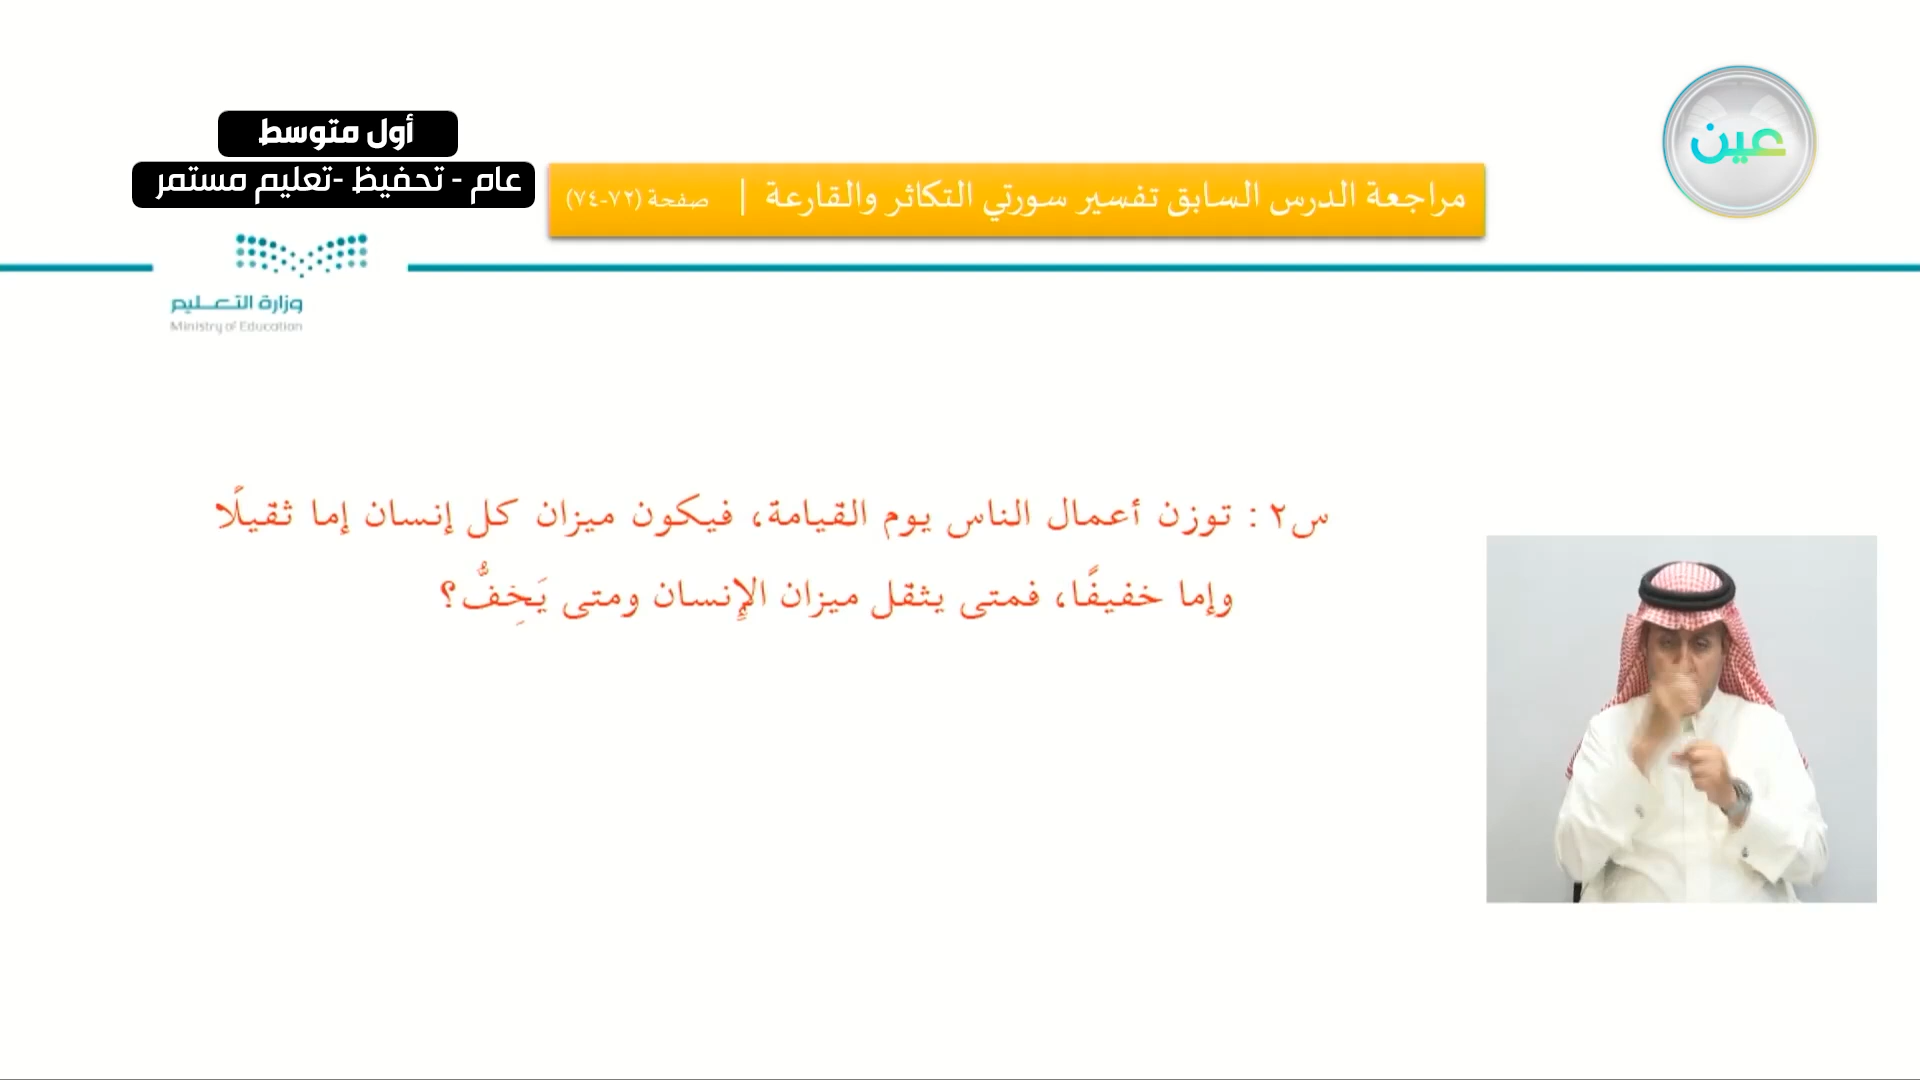 عين
أول متوسط
عام - تحفيظ -تعليم مستمر
مراجعة الدرس السابق تفسير سورتي التكاثر والقارعة | صفحة (٧٢-٧٤)
وزارة التعليم
Ministry of Education
س٢ : توزن أعمال الناس يوم القيامة، فيكون ميزان كل إنسان إما ثقيلًا
وإما خفيفًا، فمتى يثقل ميزان الإِنسان ومتى يَخِفُّ؟